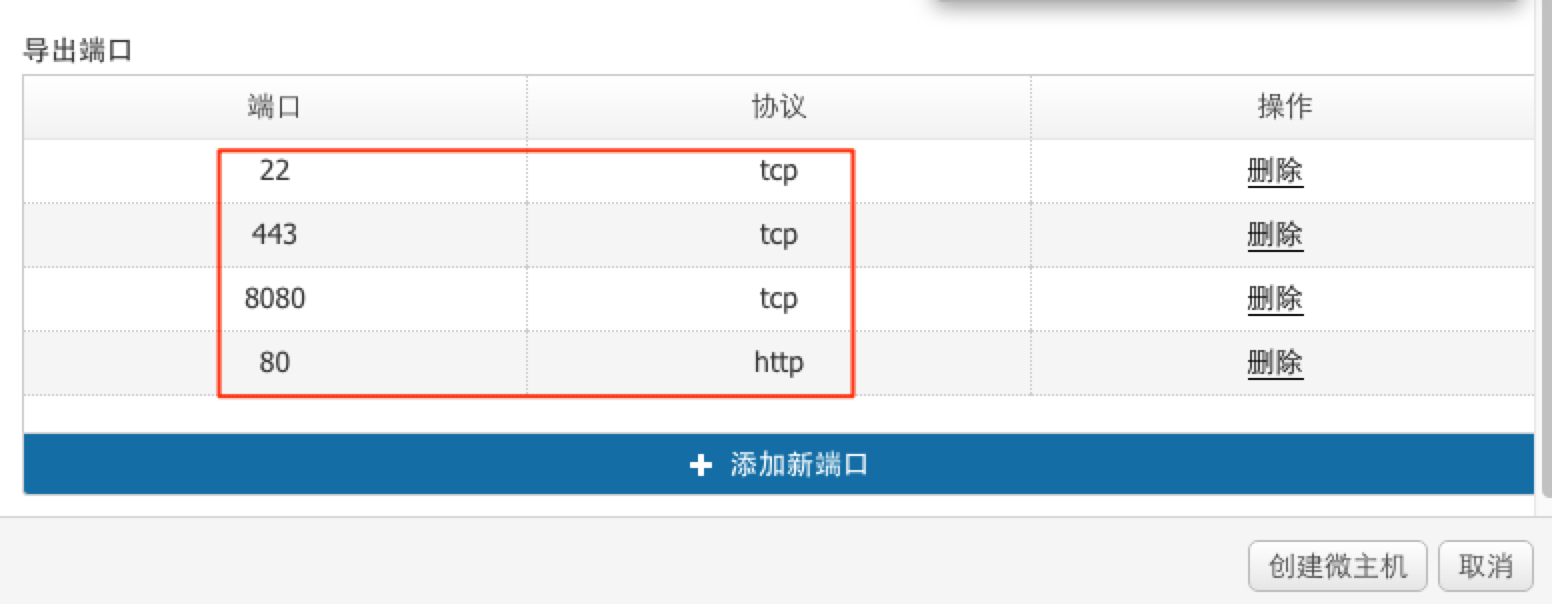 导出端口
端口 协议 操作
22 tcp 删除
443 tcp 删除
8080 tcp 删除
80 http 删除
+ 添加新端口
创建微主机 取消